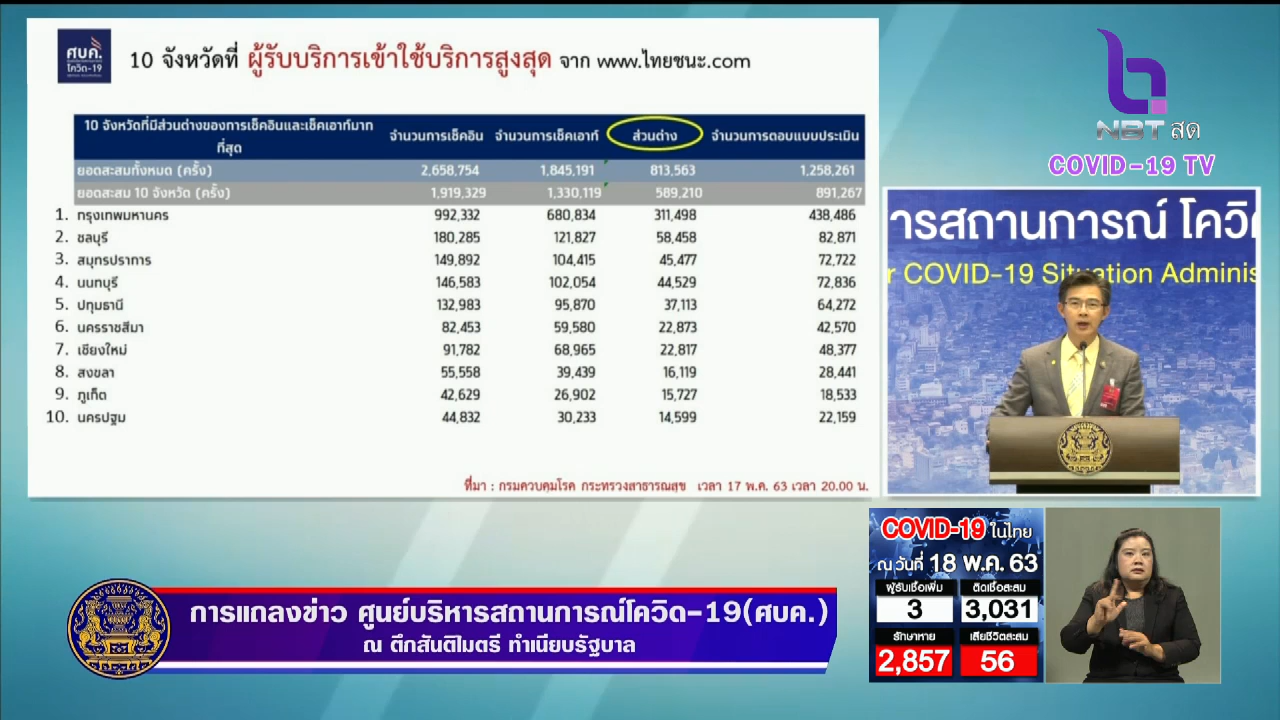 ศบค.
โควิด-19
10 จังหวัดที่ ผู้รับบริการเข้าใช้บริการสูงสุด จาก www.ไทยชนะ.com
10 จังหวัดที่มีส่วนต่างของการเช็คอินและเช็คเอาท์มากที่สุด จำนวนการเช็คอิน จำนวนการเช็คเอาท์ ส่วนต่าง จำนวนการตอบแบบประเมิน
ยอดสะสมทั้งหมด (ครั้ง) 2,658,754 1,845,191 813,563 1,258,261
ยอดสะสม 10 จังหวัด (ครั้ง) 1,919,329 1,330,119 589,210 891,267
1. กรุงเทพมหานคร 992,332 680,834 311,498 438,486
2. ชลบุรี 180,285 121,827 58,458 82,871
3. สมุทรปราการ 149,892 104,415 45,477 72,722
4. นนทบุรี 146,583 102,054 44,529 72,836
5. ปทุมธานี 132,983 95,870 37,113 64,272
6. นครราชสีมา 82,453 59,580 22,873 42,570
7. เชียงใหม่ 91,782 68,965 22,817 48,377
8. สงขลา 55,558 39,439 16,119 28,441
9. ภูเก็ต 42,629 26,902 15,727 18,533
10. นครปฐม 44,832 30,233 14,599 22,159
ที่มา : กรมควบคุมโรค กระทรวงสาธารณสุข เวลา 17 พ.ค. 63 เวลา 20.00 น.
NBT สด
COVID-19 TV
ารสถานการณ์ โควิด
r COVID-19 Situation Adminis
COVID-19 ในไทย
ณ วันที่ 18 พ.ค. 63
ผู้รับเชื้อเพิ่ม ติดเชื้อสะสม
3 3,031
รักษาหาย เสียชีวิตสะสม
2,857 56
การแถลงข่าว ศูนย์บริหารสถานการณ์โควิด-19(ศบค.)
ณ ตึกสันติไมตรี ทำเนียบรัฐบาล